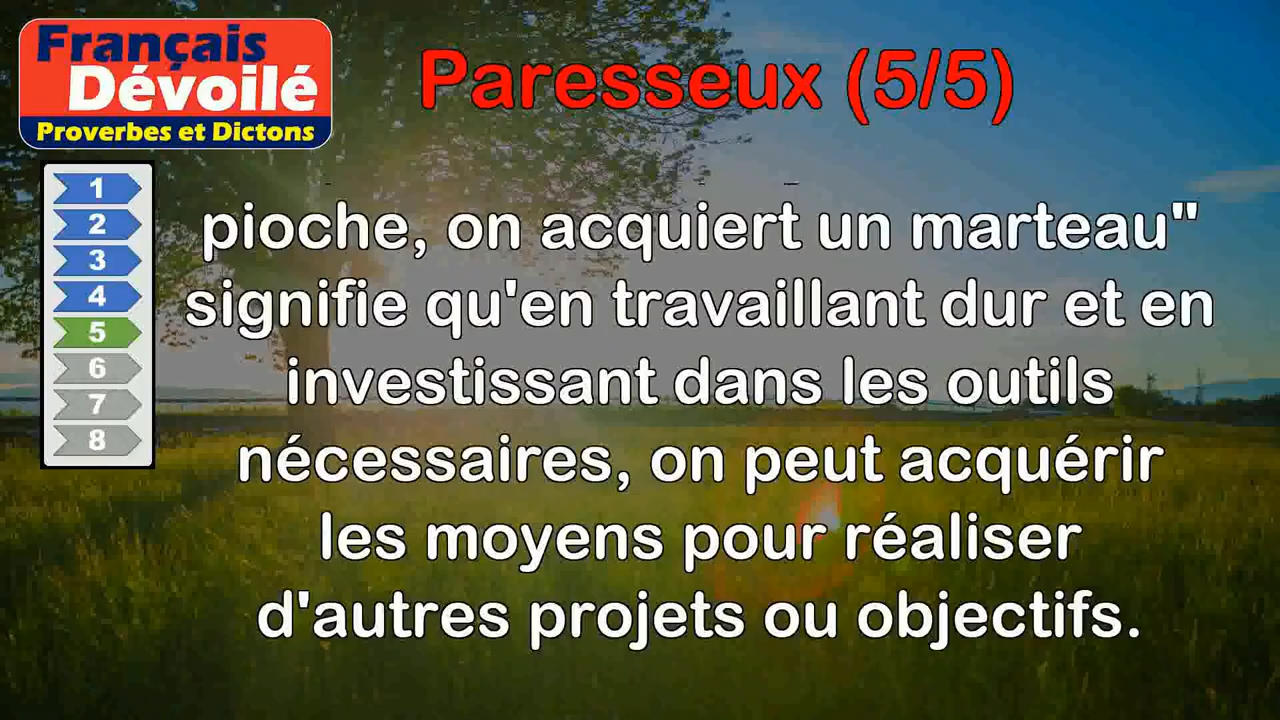 Français
Dévoilé
Proverbes et Dictons
Paresseux (5/5)
1
2
3
4
5
6
7
8
pioche, on acquiert un marteau"
signifie qu'en travaillant dur et en
investissant dans les outils
nécessaires, on peut acquérir
les moyens pour réaliser
d'autres projets ou objectifs.